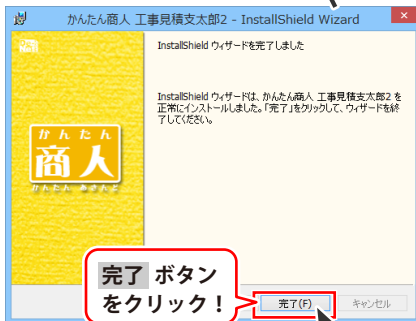 かんたん商人 工事見積支太郎2 - InstallShield Wizard
InstallShield ウィザードを完了しました
InstallShield ウィザードは、かんたん商人 工事見積支太郎2 を
正常にインストールしました。「完了」をクリックして、ウィザードを終
了してください。
かんたん
商人
かんたん あきんど
完了 ボタン
をクリック！
完了(F)
キャンセル